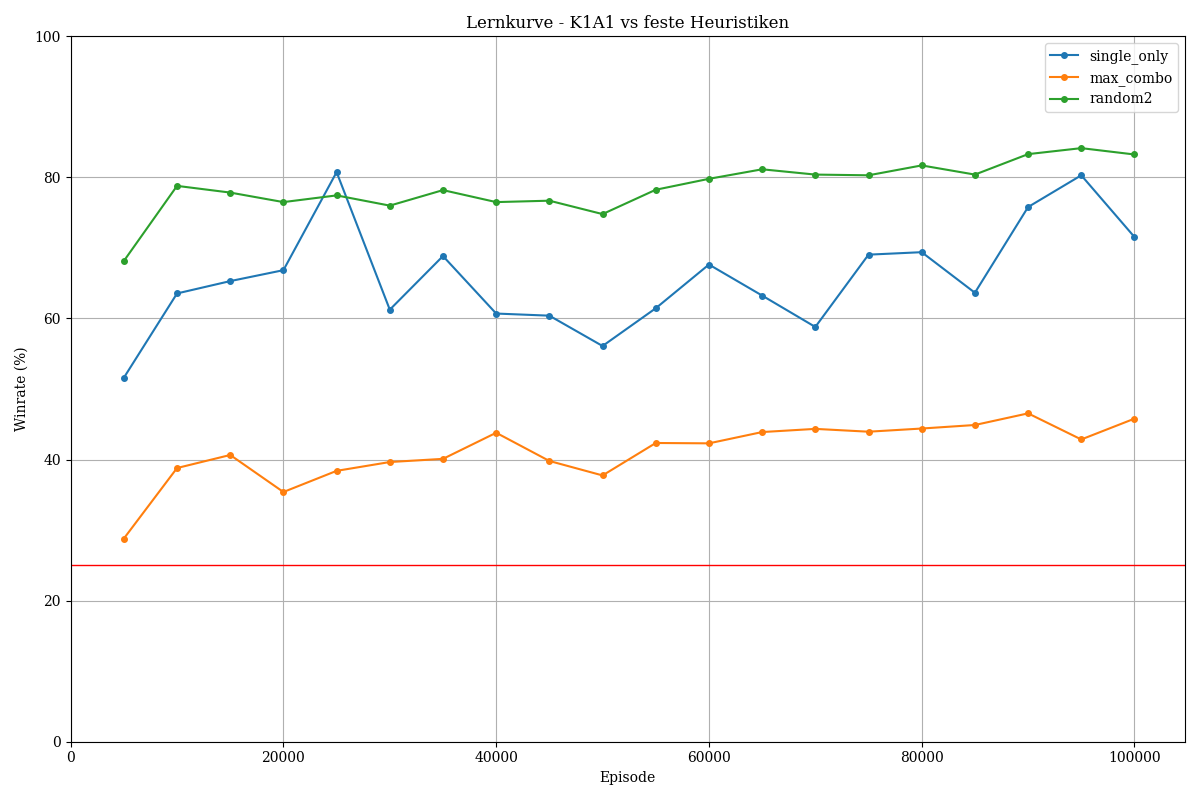 Lernkurve - K1A1 vs feste Heuristiken
100
80
60
40
20
0
Winrate (%)
single_only
max_combo
random2
0 20000 40000 60000 80000 100000
Episode